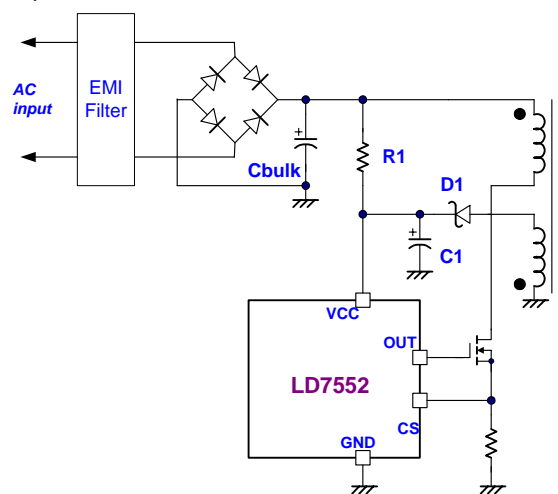 AC
input
EMI
Filter
+
Cbulk
R1
D1
+
C1
VCC
OUT
LD7552
CS
GND